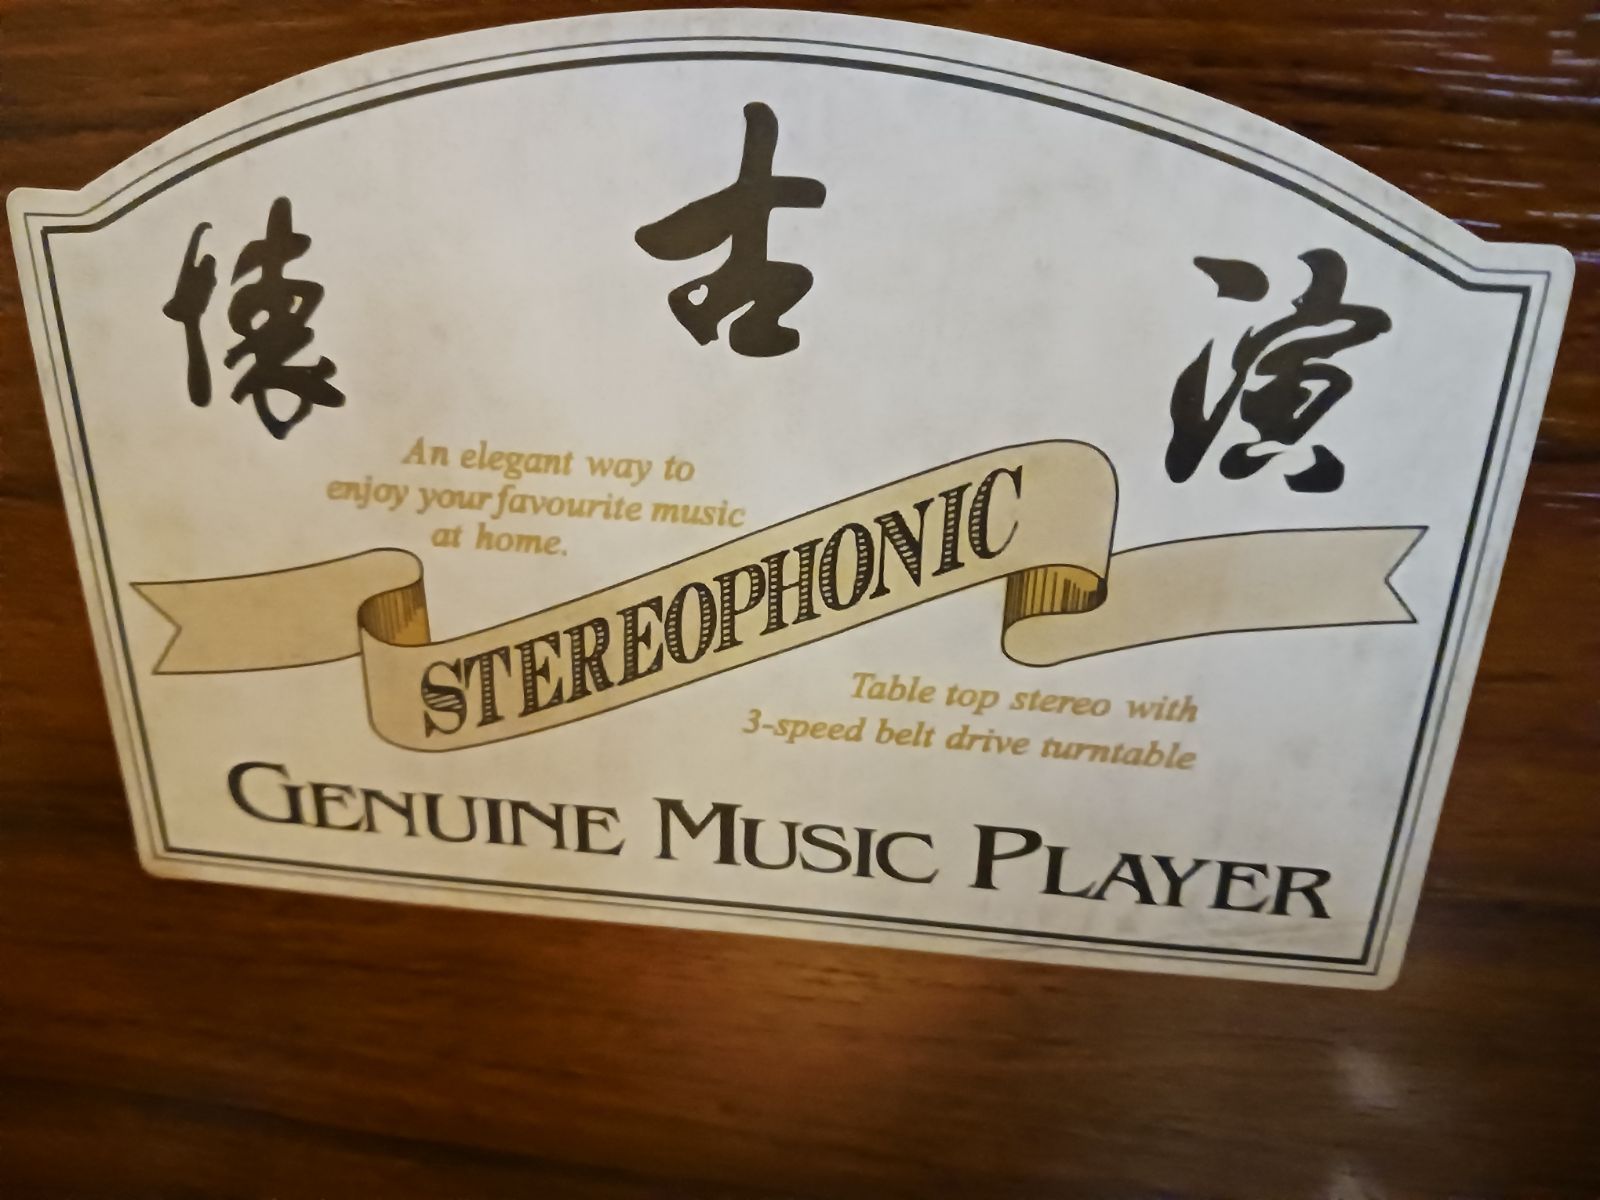 懐古演
An elegant way to
enjoy your favourite music
at home.
STEREOPHONIC
Table top stereo with
3-speed belt drive turntable
GENUINE MUSIC PLAYER